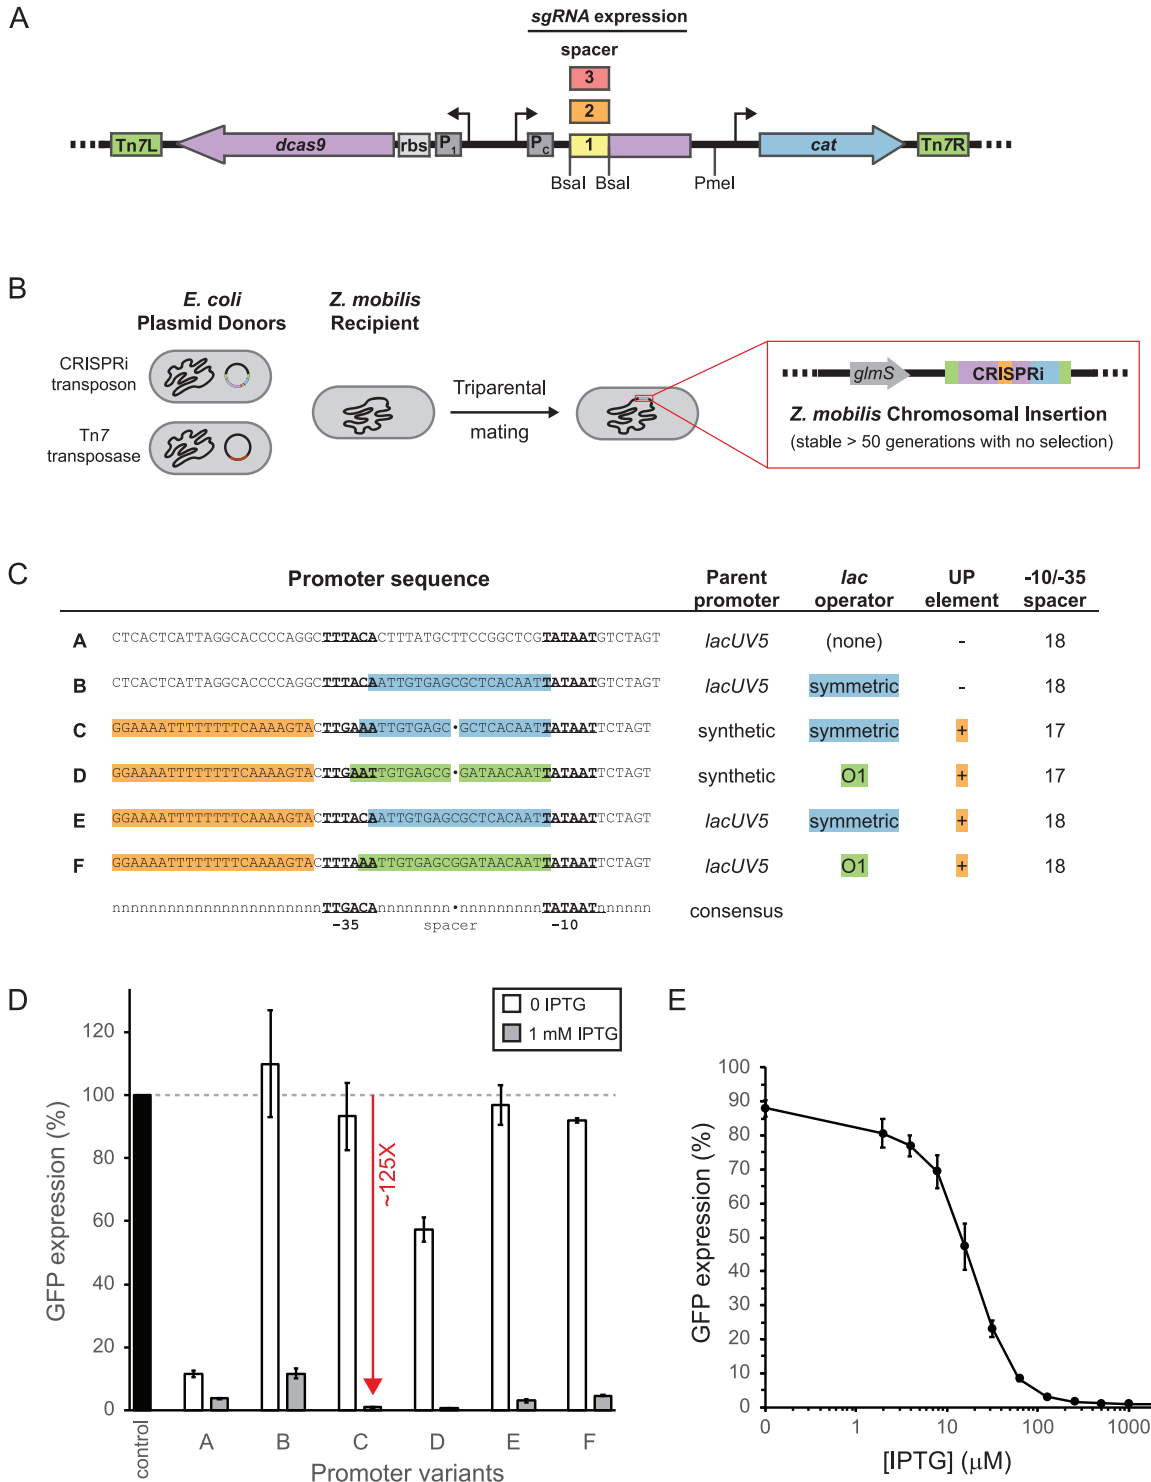 A
sgRNA expression
spacer
3
2
Tn7L dcas9 rbs P1 PC 1 cat Tn7R
BsaI BsaI PmeI
B
E. coli Plasmid Donors
Z. mobilis Recipient
CRISPRi transposon
Tn7 transposase
Triparental mating
glmS CRISPRi
Z. mobilis Chromosomal Insertion
(stable > 50 generations with no selection)
C
Promoter sequence Parent promoter lac operator UP element -10/-35 spacer
A CTCACTCATTAGGCACCCCAGGCTTTACACTTTATGCTTCCGGCTCGTATAATGTCTAGT lacUV5 (none) - 18
B CTCACTCATTAGGCACCCCAGGCTTTACAATTGTGAGCGCTCACAATTATAATGTCTAGT lacUV5 symmetric - 18
C GGAAAATTTTTTTTCAAAAGTACTTGAAATTGTGAGC•GCTCACAATTATAATTCTAGT synthetic symmetric + 17
D GGAAAATTTTTTTTCAAAAGTACTTGAATTGTGAGCG•GATAACAATTATAATTCTAGT synthetic O1 + 17
E GGAAAATTTTTTTTCAAAAGTACTTTACAATTGTGAGCGCTCACAATTATAATTCTAGT lacUV5 symmetric + 18
F GGAAAATTTTTTTTCAAAAGTACTTTAAATTGTGAGCGGATAACAATTATAATTCTAGT lacUV5 O1 + 18
nnnnnnnnnnnnnnnnnnnnnnnTTGACAnnnnnnnn•nnnnnnnnnTATAATnnnnnn consensus
-35 spacer -10
D
0 IPTG
1 mM IPTG
GFP expression (%)
120
100
80
60
40
20
0
~125X
control A B C D E F
Promoter variants
E
GFP expression (%)
100
90
80
70
60
50
40
30
20
10
0
0 1 10 100 1000
[IPTG] (µM)